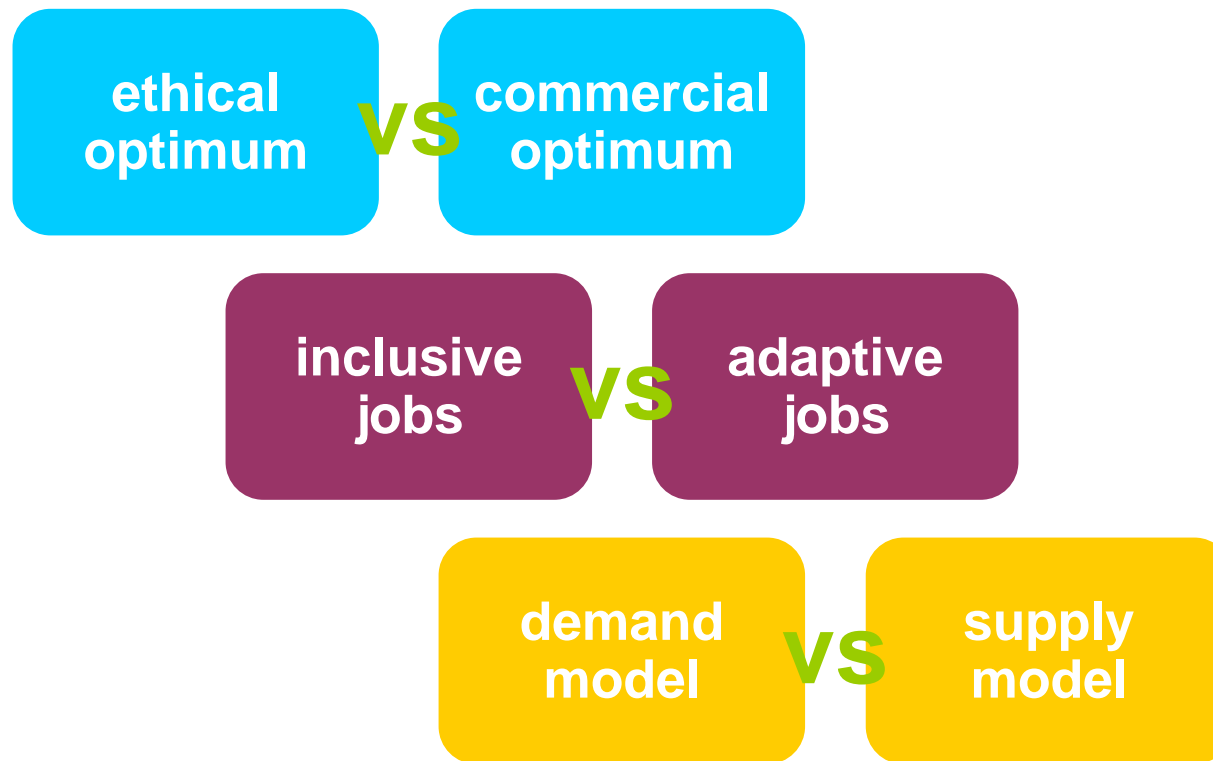 ethical
optimum
vs
commercial
optimum
inclusive
jobs
vs
adaptive
jobs
demand
model
vs
supply
model